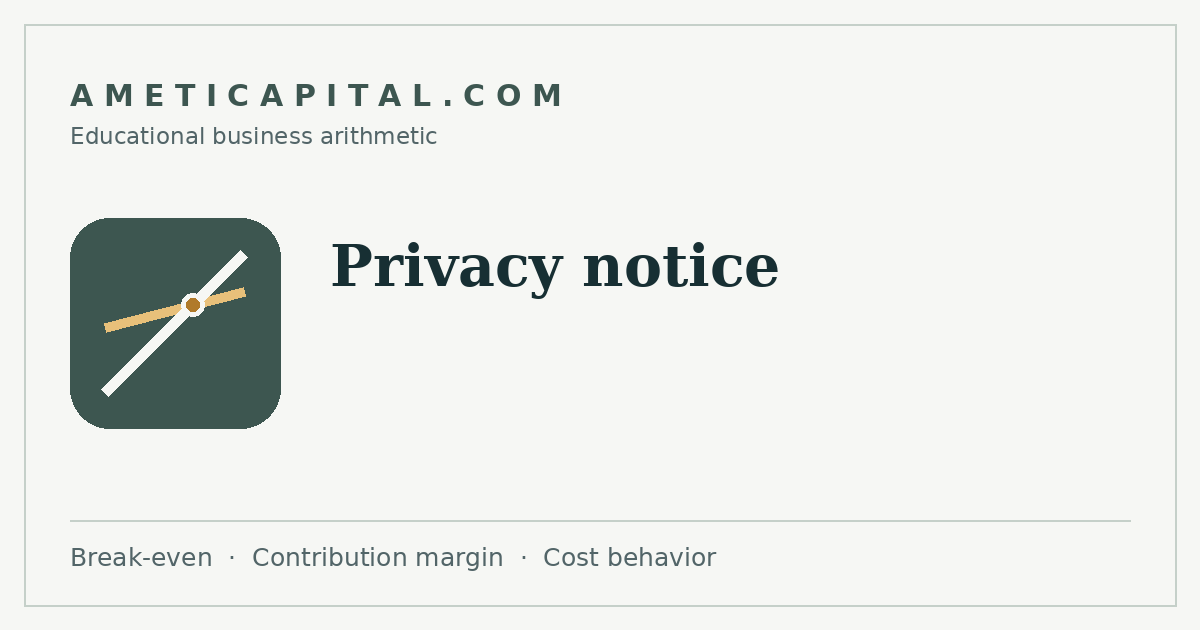 AMETICAPITAL.COM
Educational business arithmetic
Privacy notice
Break-even · Contribution margin · Cost behavior